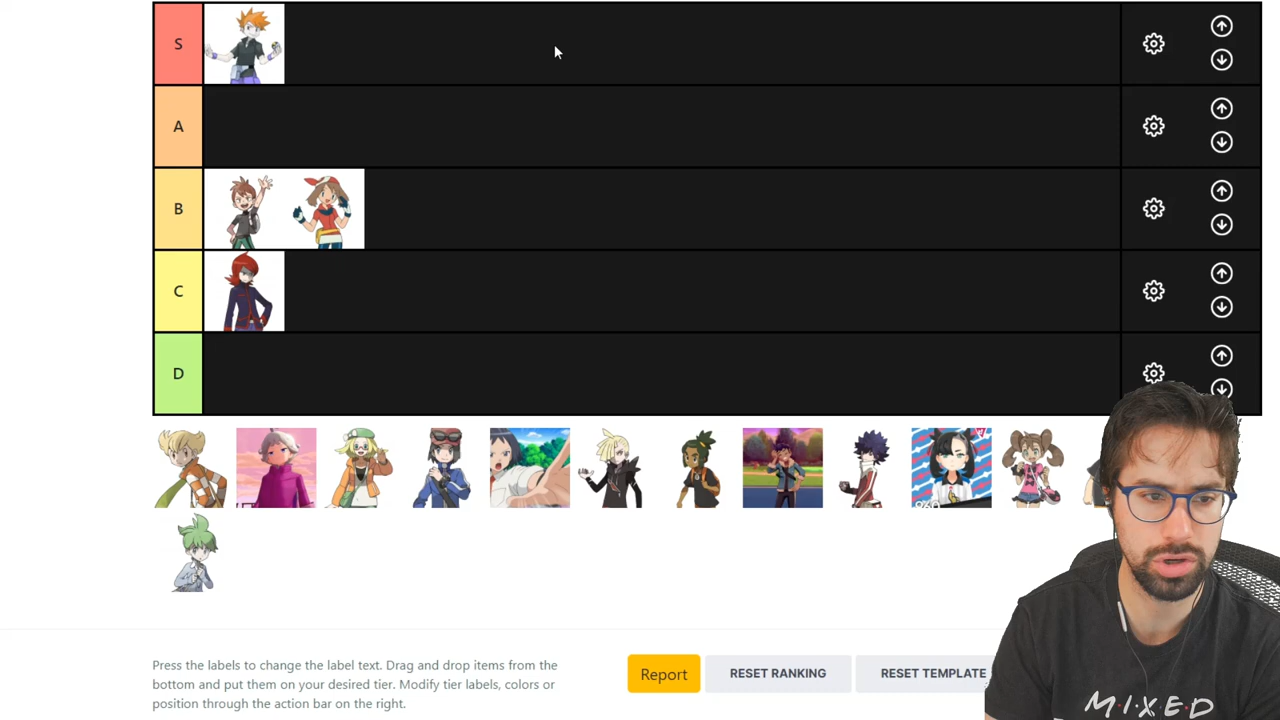 S
A
B
C
D
Press the labels to change the label text. Drag and drop items from the
bottom and put them on your desired tier. Modify tier labels, colors or
position through the action bar on the right.
Report
RESET RANKING
RESET TEMPLATE
MIXED